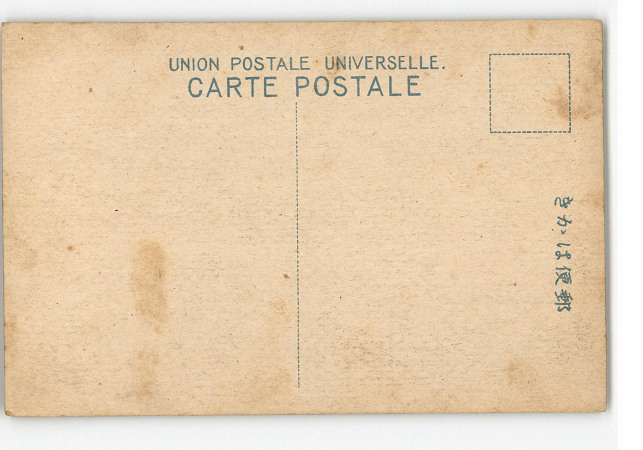 UNION POSTALE UNIVERSELLE.
CARTE POSTALE
きかは便郵